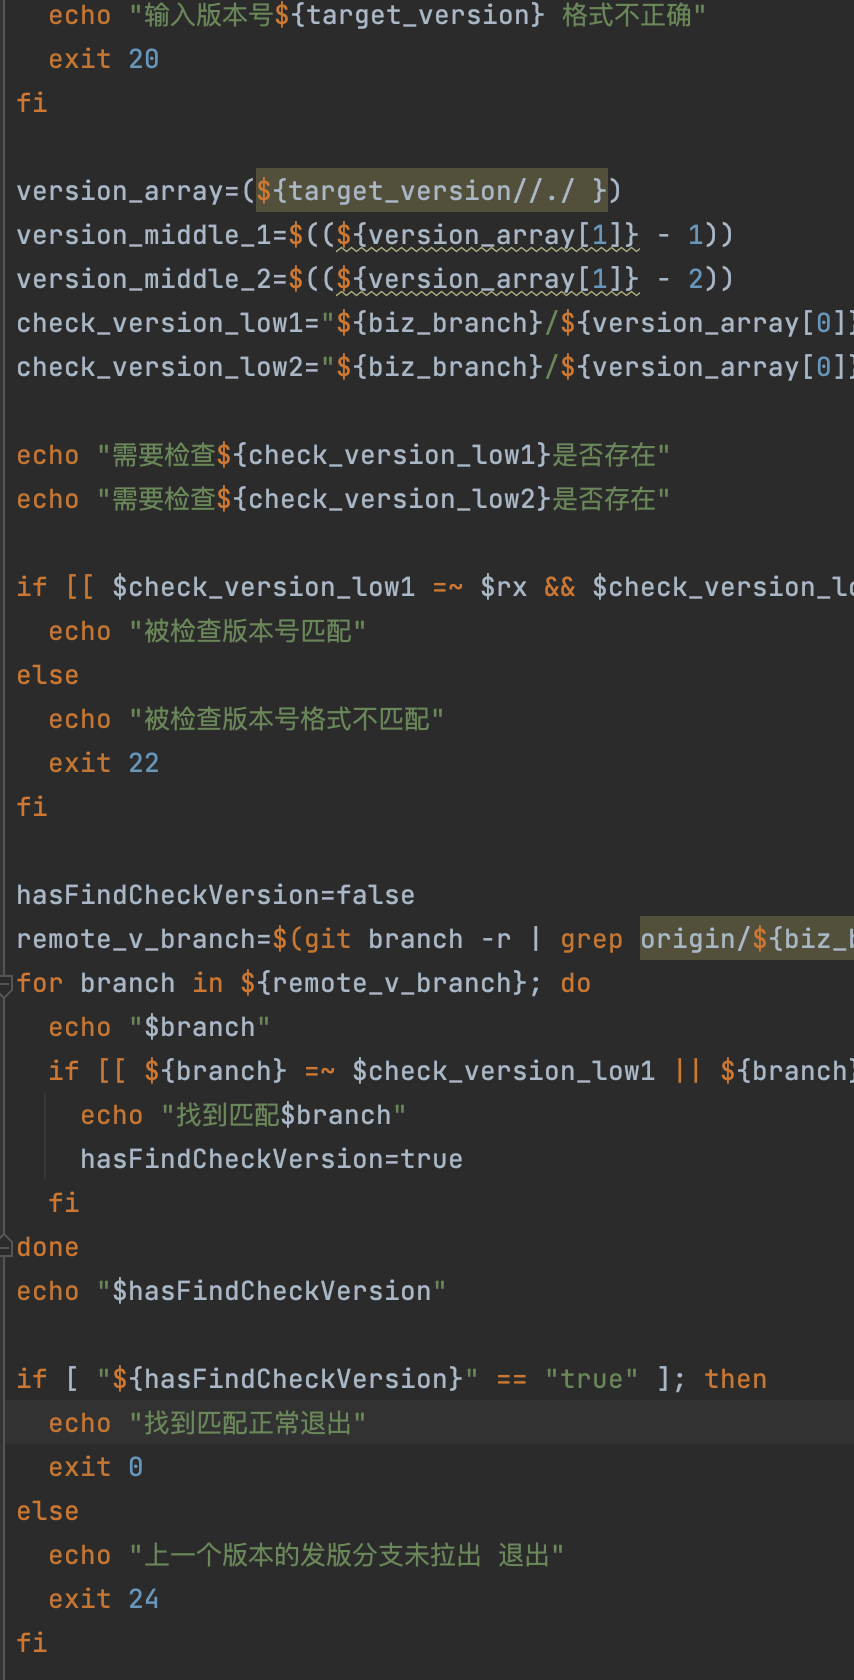 echo "输入版本号${target_version} 格式不正确"
exit 20
fi
version_array=(${target_version//./ })
version_middle_1=$((${version_array[1]} - 1))
version_middle_2=$((${version_array[1]} - 2))
check_version_low1="${biz_branch}/${version_array[0]}
check_version_low2="${biz_branch}/${version_array[0]}
echo "需要检查${check_version_low1}是否存在"
echo "需要检查${check_version_low2}是否存在"
if [[ $check_version_low1 =~ $rx && $check_version_lo
echo "被检查版本号匹配"
else
echo "被检查版本号格式不匹配"
exit 22
fi
hasFindCheckVersion=false
remote_v_branch=$(git branch -r | grep origin/${biz_b
for branch in ${remote_v_branch}; do
echo "$branch"
if [[ ${branch} =~ $check_version_low1 || ${branch}
echo "找到匹配$branch"
hasFindCheckVersion=true
fi
done
echo "$hasFindCheckVersion"
if [ "${hasFindCheckVersion}" == "true" ]; then
echo "找到匹配正常退出"
exit 0
else
echo "上一个版本的发版分支未拉出 退出"
exit 24
fi